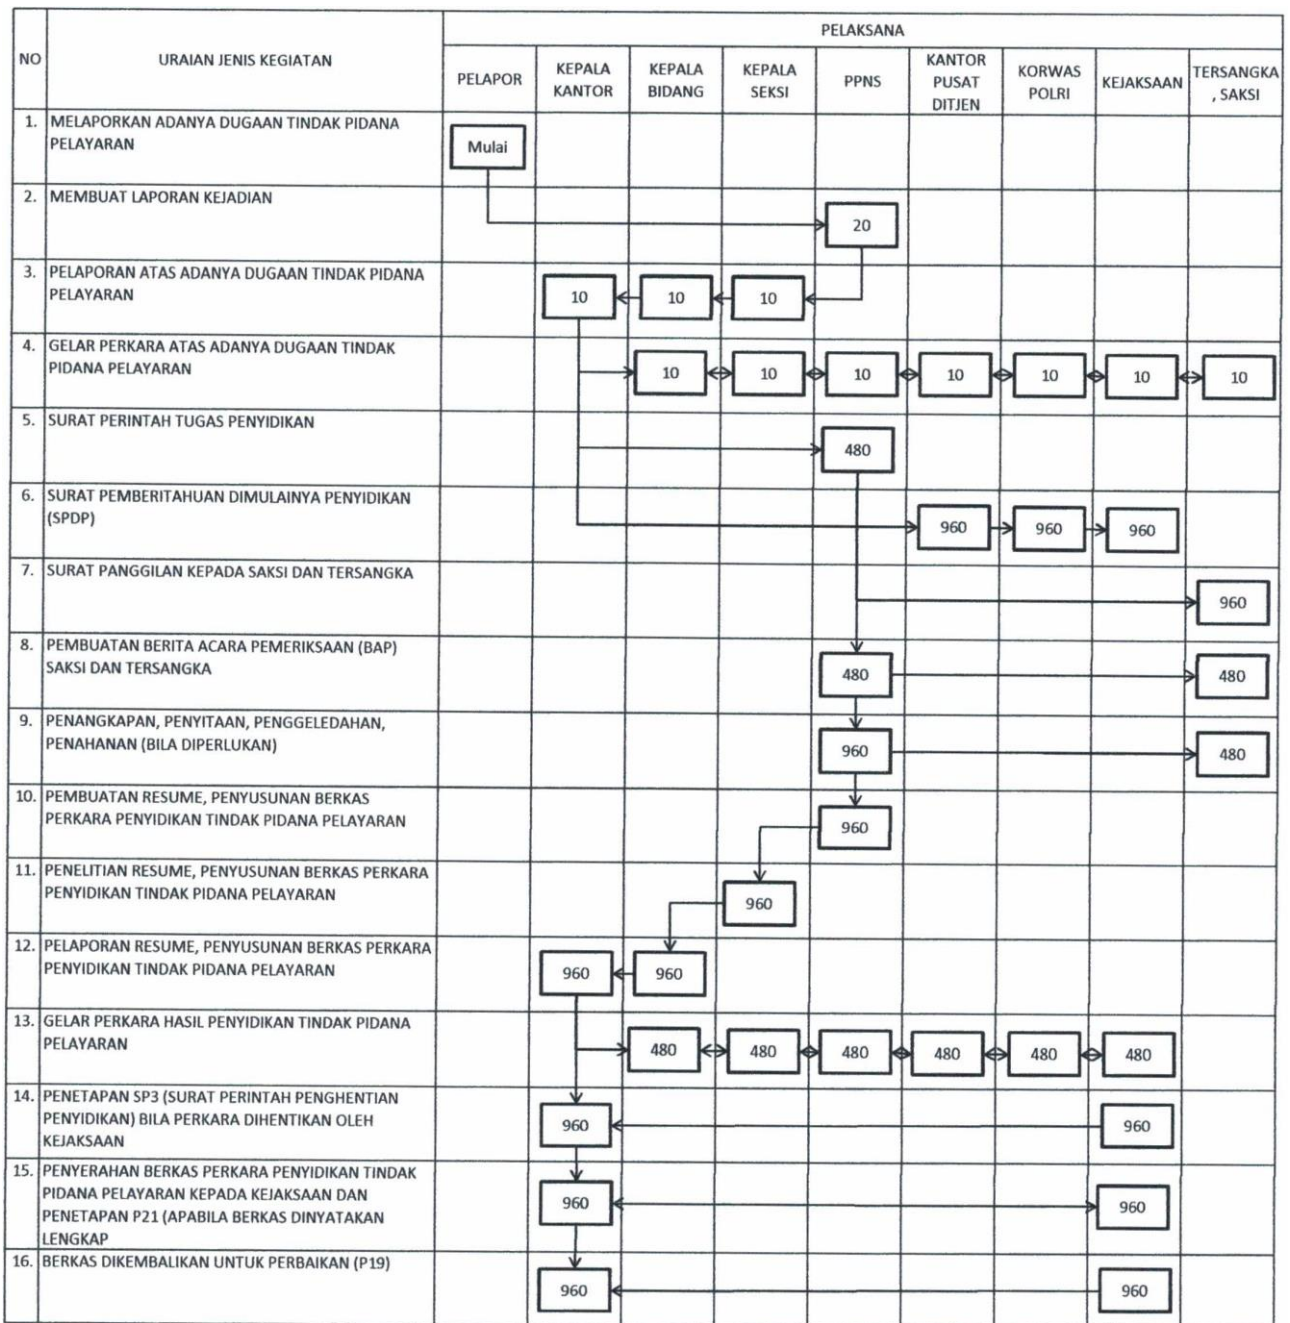 PELAKSANA
NO
URAIAN JENIS KEGIATAN
PELAPOR
KEPALA
KANTOR
KEPALA
BIDANG
KEPALA
SEKSI
PPNS
KANTOR
PUSAT
DITJEN
KORWAS
POLRI
KEJAKSAAN
TERSANGKA
, SAKSI
1. MELAPORKAN ADANYA DUGAAN TINDAK PIDANA
PELAYARAN
Mulai
2. MEMBUAT LAPORAN KEJADIAN
20
3. PELAPORAN ATAS ADANYA DUGAAN TINDAK PIDANA
PELAYARAN
10 10 10
4. GELAR PERKARA ATAS ADANYA DUGAAN TINDAK
PIDANA PELAYARAN
10 10 10 10 10 10 10
5. SURAT PERINTAH TUGAS PENYIDIKAN
480
6. SURAT PEMBERITAHUAN DIMULAINYA PENYIDIKAN
(SPDP)
960 960 960
7. SURAT PANGGILAN KEPADA SAKSI DAN TERSANGKA
960
8. PEMBUATAN BERITA ACARA PEMERIKSAAN (BAP)
SAKSI DAN TERSANGKA
480 480
9. PENANGKAPAN, PENYITAAN, PENGGELEDAHAN,
PENAHANAN (BILA DIPERLUKAN)
960 480
10. PEMBUATAN RESUME, PENYUSUNAN BERKAS
PERKARA PENYIDIKAN TINDAK PIDANA PELAYARAN
960
11. PENELITIAN RESUME, PENYUSUNAN BERKAS PERKARA
PENYIDIKAN TINDAK PIDANA PELAYARAN
960
12. PELAPORAN RESUME, PENYUSUNAN BERKAS PERKARA
PENYIDIKAN TINDAK PIDANA PELAYARAN
960 960
13. GELAR PERKARA HASIL PENYIDIKAN TINDAK PIDANA
PELAYARAN
480 480 480 480 480 480
14. PENETAPAN SP3 (SURAT PERINTAH PENGHENTIAN
PENYIDIKAN) BILA PERKARA DIHENTIKAN OLEH
KEJAKSAAN
960 960
15. PENYERAHAN BERKAS PERKARA PENYIDIKAN TINDAK
PIDANA PELAYARAN KEPADA KEJAKSAAN DAN
PENETAPAN P21 (APABILA BERKAS DINYATAKAN
LENGKAP
960 960
16. BERKAS DIKEMBALIKAN UNTUK PERBAIKAN (P19)
960 960